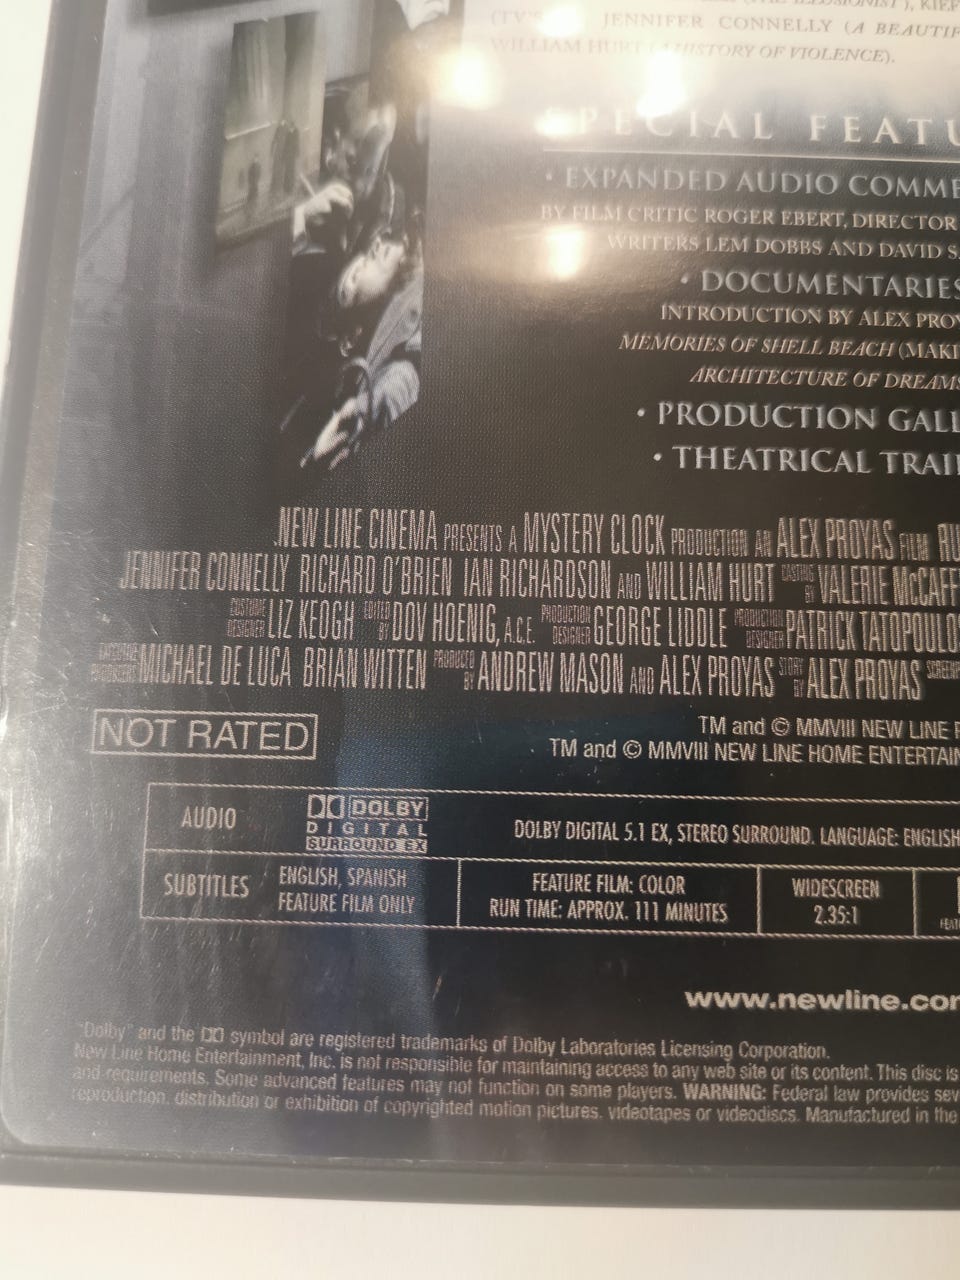 JENNIFER CONNELLY (A BEAUTIF
WILLIAM HURT (A HISTORY OF VIOLENCE).
SPECIAL FEATU
• EXPANDED AUDIO COMME
BY FILM CRITIC ROGER EBERT, DIRECTOR
WRITERS LEM DOBBS AND DAVID S.
• DOCUMENTARIES
INTRODUCTION BY ALEX PROY
MEMORIES OF SHELL BEACH (MAKI
ARCHITECTURE OF DREAMS
• PRODUCTION GALL
• THEATRICAL TRAI
NEW LINE CINEMA PRESENTS A MYSTERY CLOCK PRODUCTION AN ALEX PROYAS FILM RU
JENNIFER CONNELLY RICHARD O'BRIEN IAN RICHARDSON AND WILLIAM HURT CASTING BY VALERIE McCAFF
COSTUME DESIGNER LIZ KEOGH EDITED BY DOV HOENIG, A.C.E. PRODUCTION DESIGNER GEORGE LIDDLE PRODUCTION DESIGNER PATRICK TATOPOULOS
EXECUTIVE PRODUCERS MICHAEL DE LUCA BRIAN WITTEN PRODUCED BY ANDREW MASON AND ALEX PROYAS STORY BY ALEX PROYAS SCREENP
NOT RATED
TM and © MMVIII NEW LINE P
TM and © MMVIII NEW LINE HOME ENTERTAIN
AUDIO
DOLBY
DIGITAL
SURROUND EX
DOLBY DIGITAL 5.1 EX, STEREO SURROUND. LANGUAGE: ENGLISH
SUBTITLES
ENGLISH, SPANISH
FEATURE FILM ONLY
FEATURE FILM: COLOR
RUN TIME: APPROX. 111 MINUTES
WIDESCREEN
2.35:1
FEAT
www.newline.cor
"Dolby" and the symbol are registered trademarks of Dolby Laboratories Licensing Corporation.
New Line Home Entertainment, Inc. is not responsible for maintaining access to any web site or its content. This disc is
and requirements. Some advanced features may not function on some players. WARNING: Federal law provides sev
reproduction, distribution or exhibition of copyrighted motion pictures, videotapes or videodiscs. Manufactured in the